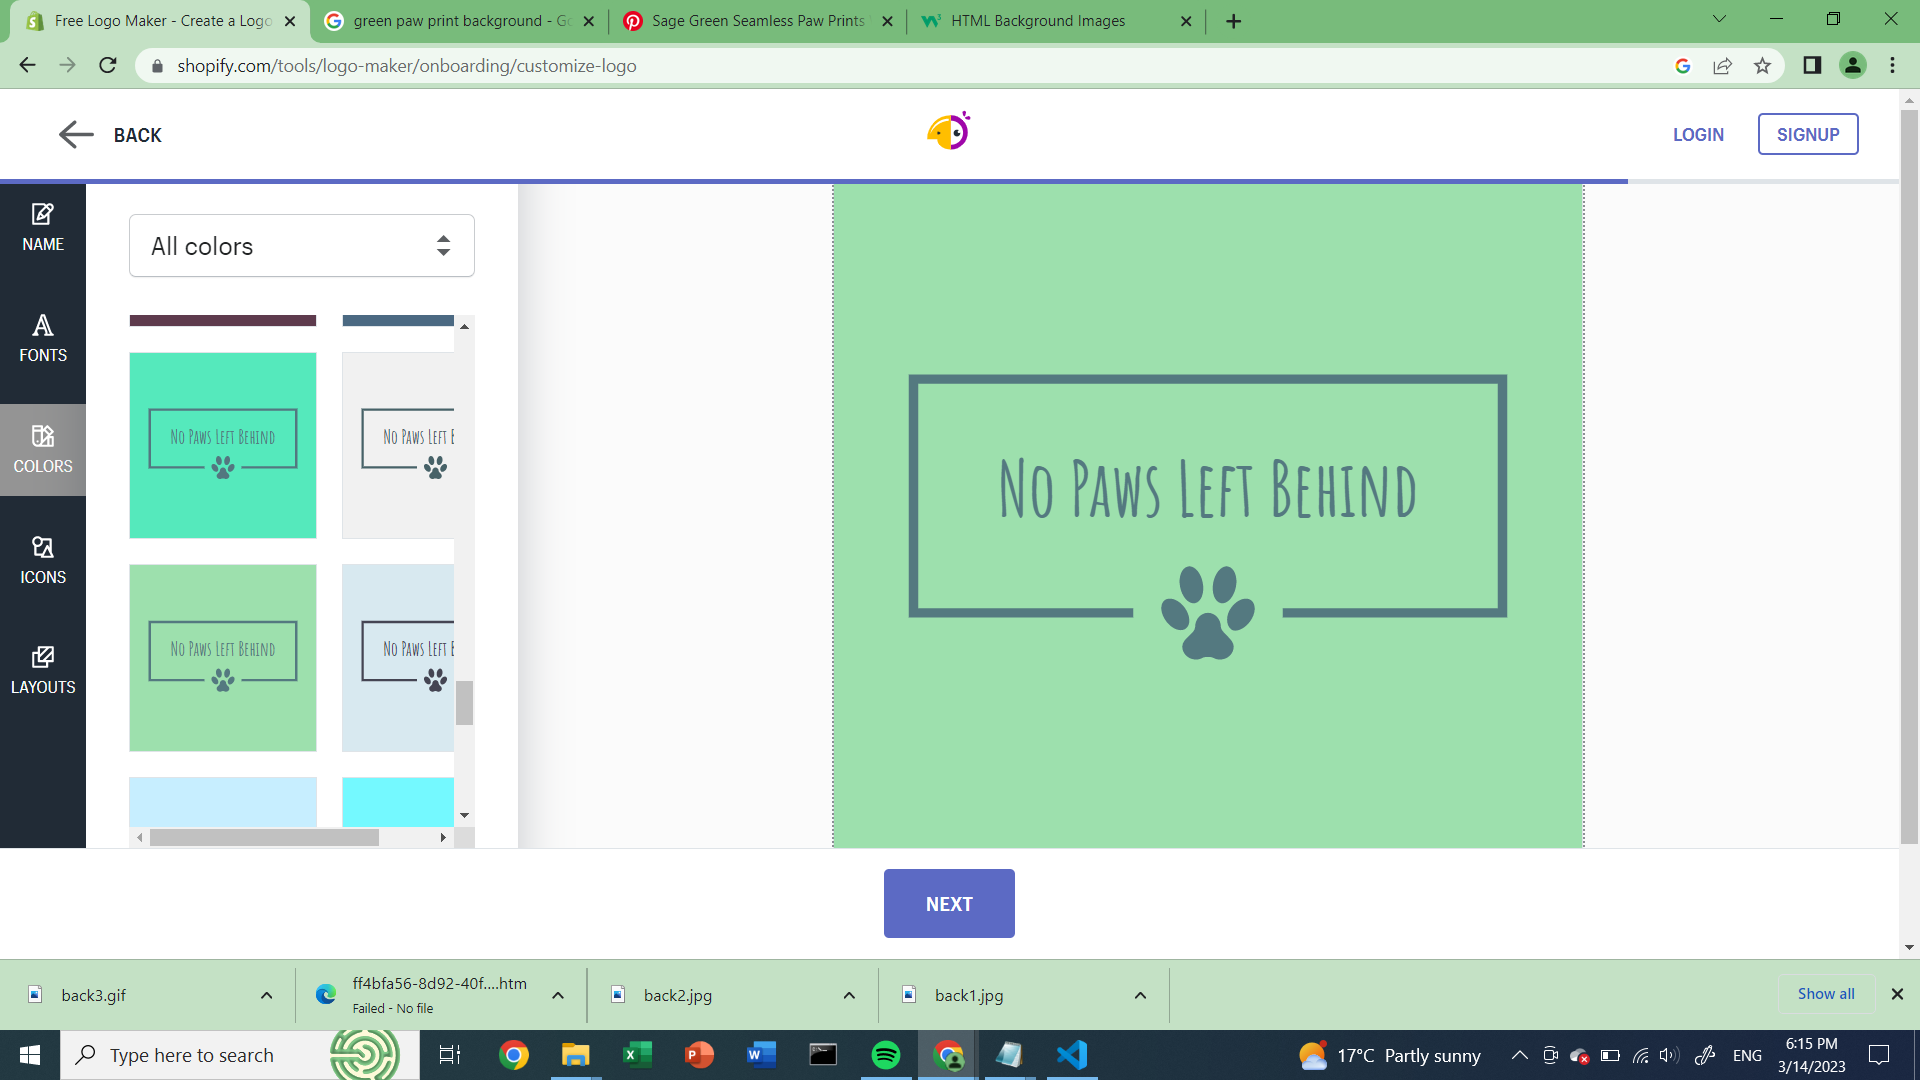 Free Logo Maker - Create a Logo
green paw print background - Go
Sage Green Seamless Paw Prints
HTML Background Images
shopify.com/tools/logo-maker/onboarding/customize-logo
BACK
LOGIN
SIGNUP
NAME
FONTS
COLORS
ICONS
LAYOUTS
All colors
No Paws Left Behind
No Paws Left B
No Paws Left Behind
No Paws Left B
No Paws Left Behind
NEXT
back3.gif
ff4bfa56-8d92-40f....htm
Failed - No file
back2.jpg
back1.jpg
Show all
Type here to search
17°C Partly sunny
ENG
6:15 PM
3/14/2023